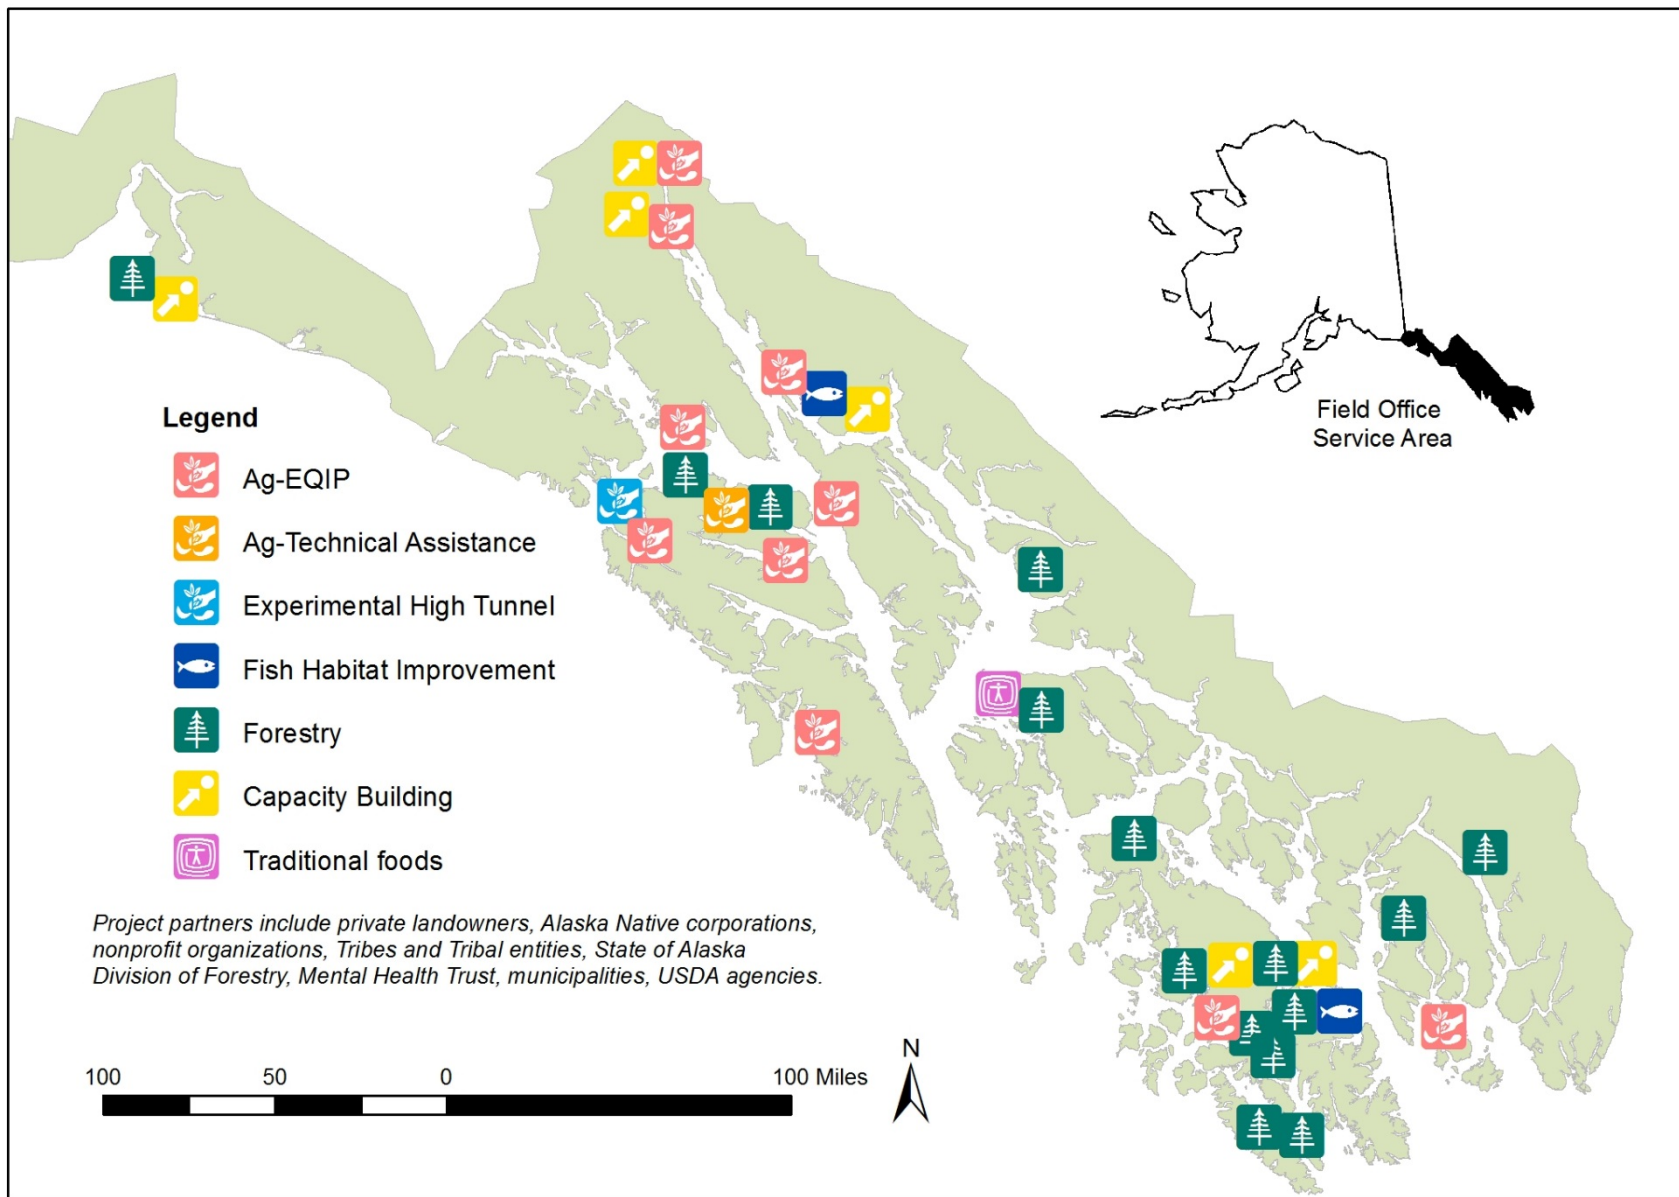 Field Office
Service Area
Legend
Ag-EQIP
Ag-Technical Assistance
Experimental High Tunnel
Fish Habitat Improvement
Forestry
Capacity Building
Traditional foods
Project partners include private landowners, Alaska Native corporations,
nonprofit organizations, Tribes and Tribal entities, State of Alaska
Division of Forestry, Mental Health Trust, municipalities, USDA agencies.
100 50 0 100 Miles
N